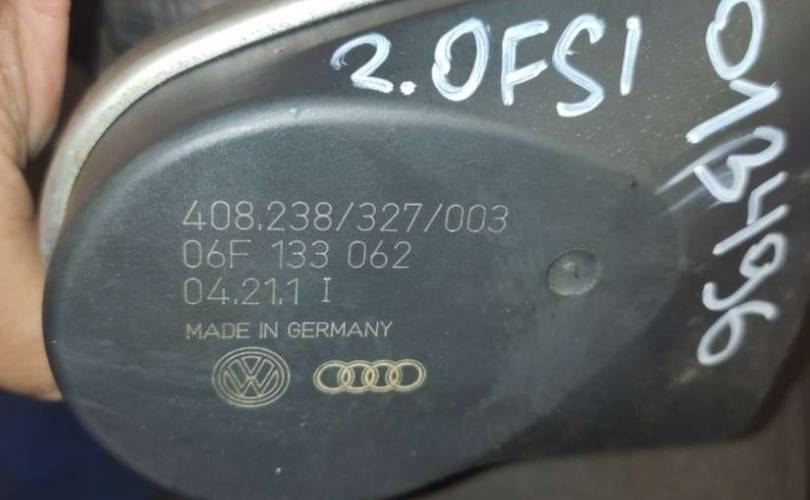 2.0FSI
408.238/327/003
06F 133 062
04.21.1 I
MADE IN GERMANY